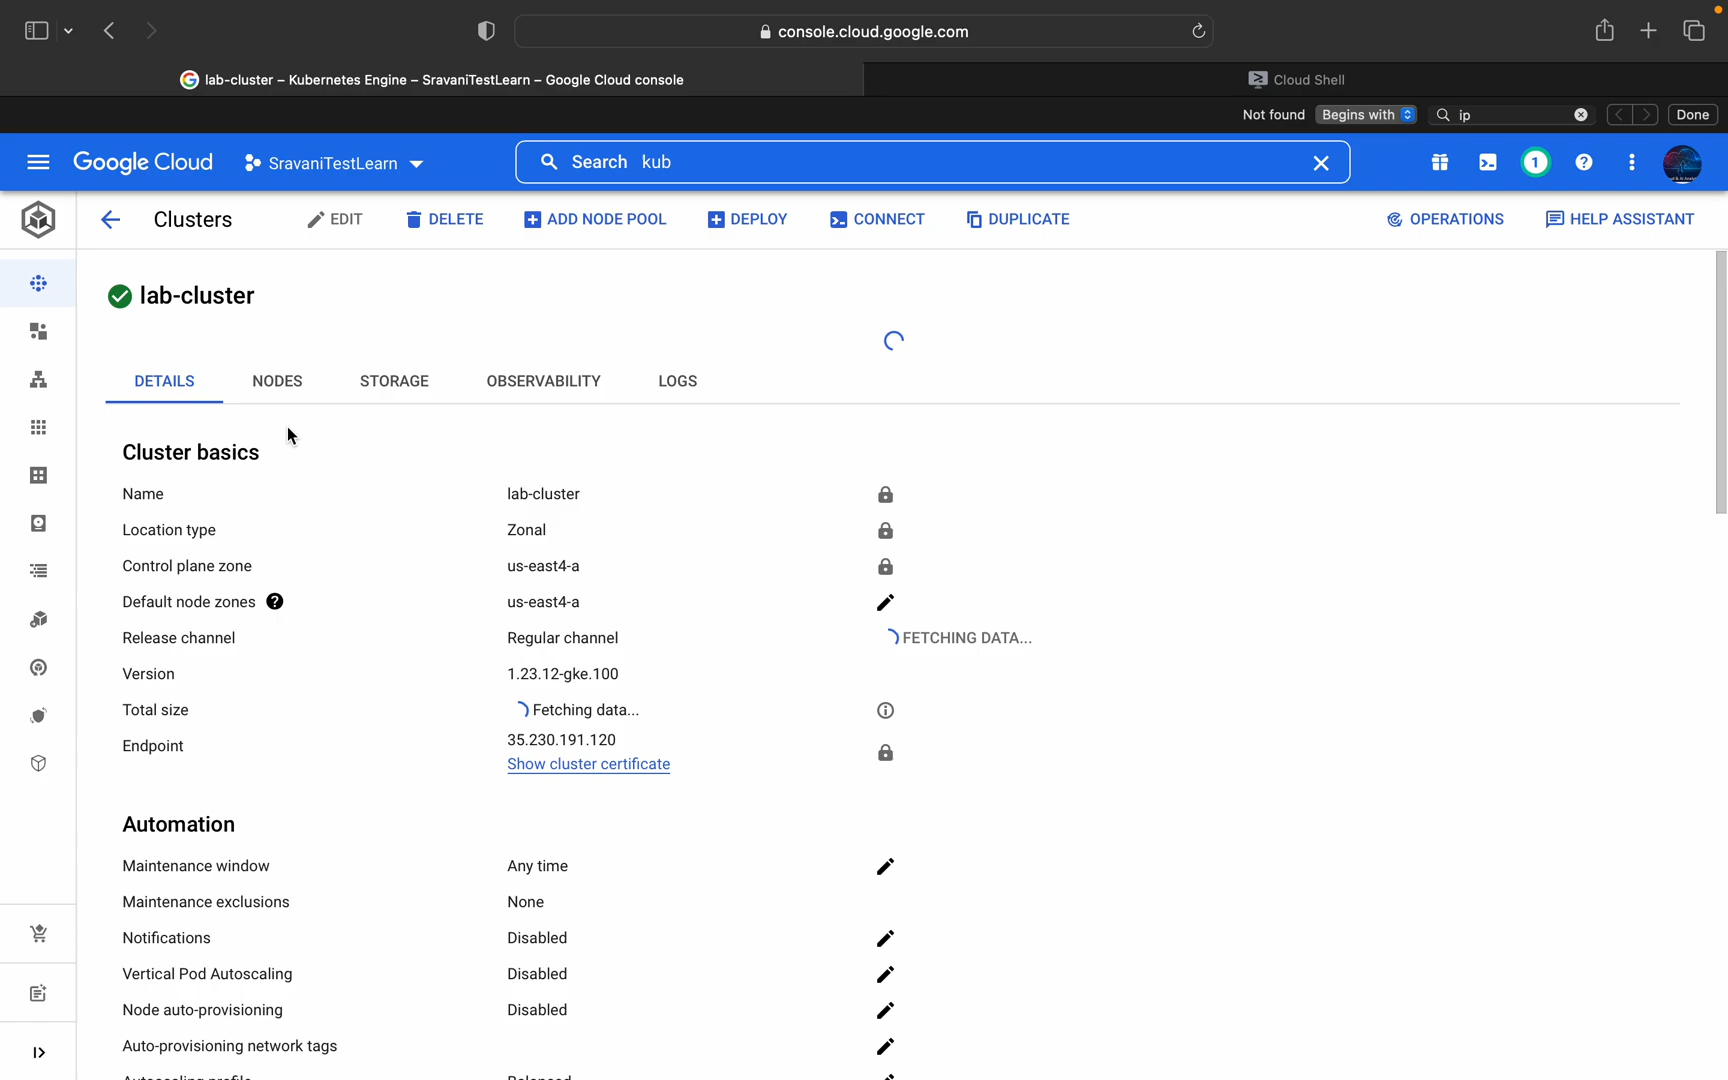 console.cloud.google.com
lab-cluster – Kubernetes Engine – SravaniTestLearn – Google Cloud console
Cloud Shell
Not found
Begins with
ip
Done
Google Cloud
SravaniTestLearn
Search kub
1
Clusters
EDIT
DELETE
ADD NODE POOL
DEPLOY
CONNECT
DUPLICATE
OPERATIONS
HELP ASSISTANT
lab-cluster
DETAILS
NODES
STORAGE
OBSERVABILITY
LOGS
Cluster basics
Name lab-cluster
Location type Zonal
Control plane zone us-east4-a
Default node zones us-east4-a
Release channel Regular channel FETCHING DATA...
Version 1.23.12-gke.100
Total size Fetching data...
Endpoint 35.230.191.120
Show cluster certificate
Automation
Maintenance window Any time
Maintenance exclusions None
Notifications Disabled
Vertical Pod Autoscaling Disabled
Node auto-provisioning Disabled
Auto-provisioning network tags
Autoscaling profile Balanced